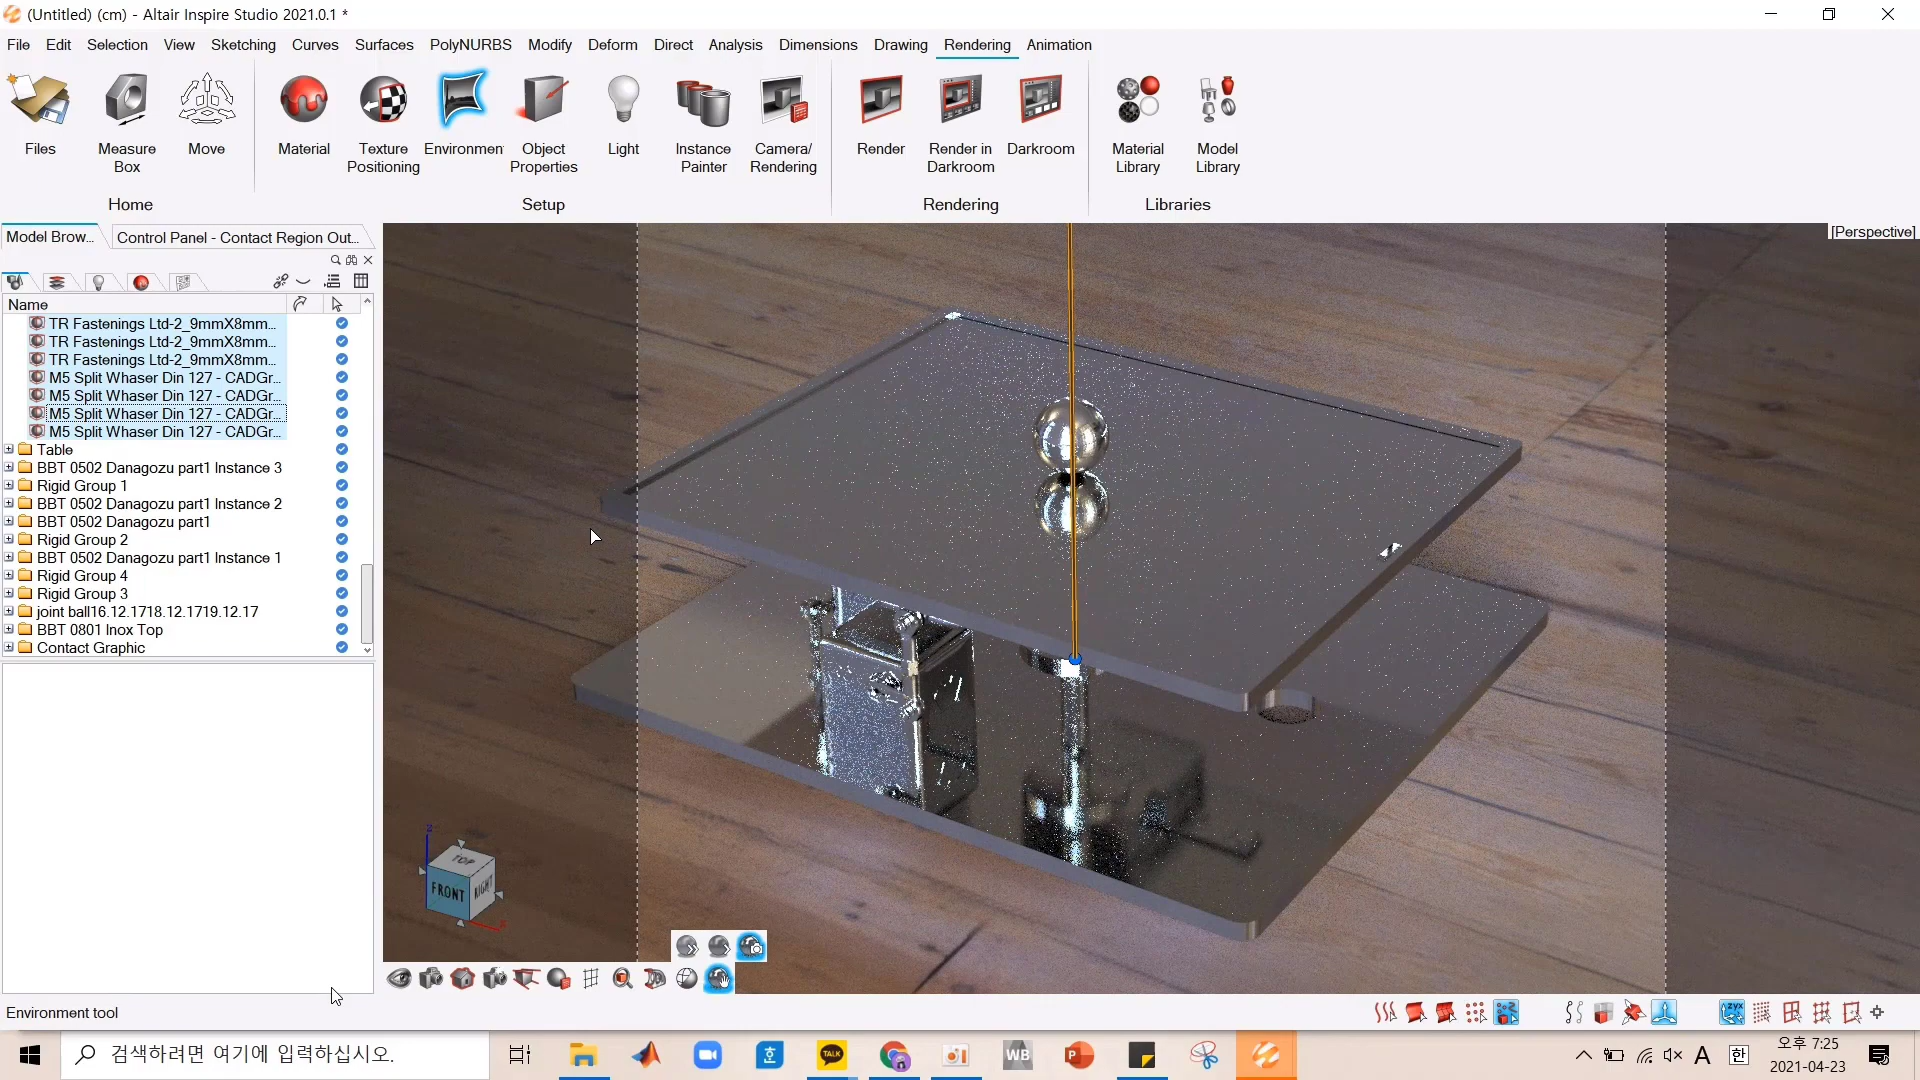 (Untitled) (cm) - Altair Inspire Studio 2021.0.1 *
File Edit Selection View Sketching Curves Surfaces PolyNURBS Modify Deform Direct Analysis Dimensions Drawing Rendering Animation
Files
Measure Box
Move
Material
Texture Positioning
Environmen
Object Properties
Light
Instance Painter
Camera/ Rendering
Render
Render in Darkroom
Darkroom
Material Library
Model Library
Home
Setup
Rendering
Libraries
Model Brow...
Control Panel - Contact Region Out...
[Perspective]
Name
TR Fastenings Ltd-2_9mmX8mm...
TR Fastenings Ltd-2_9mmX8mm...
TR Fastenings Ltd-2_9mmX8mm...
M5 Split Whaser Din 127 - CADGr...
M5 Split Whaser Din 127 - CADGr...
M5 Split Whaser Din 127 - CADGr...
M5 Split Whaser Din 127 - CADGr...
Table
BBT 0502 Danagozu part1 Instance 3
Rigid Group 1
BBT 0502 Danagozu part1 Instance 2
BBT 0502 Danagozu part1
Rigid Group 2
BBT 0502 Danagozu part1 Instance 1
Rigid Group 4
Rigid Group 3
joint ball16.12.1718.12.1719.12.17
BBT 0801 Inox Top
Contact Graphic
TOP
FRONT
RIGHT
Environment tool
zyx
검색하려면 여기에 입력하십시오.
호
TALK
WB
A
한
오후 7:25
2021-04-23